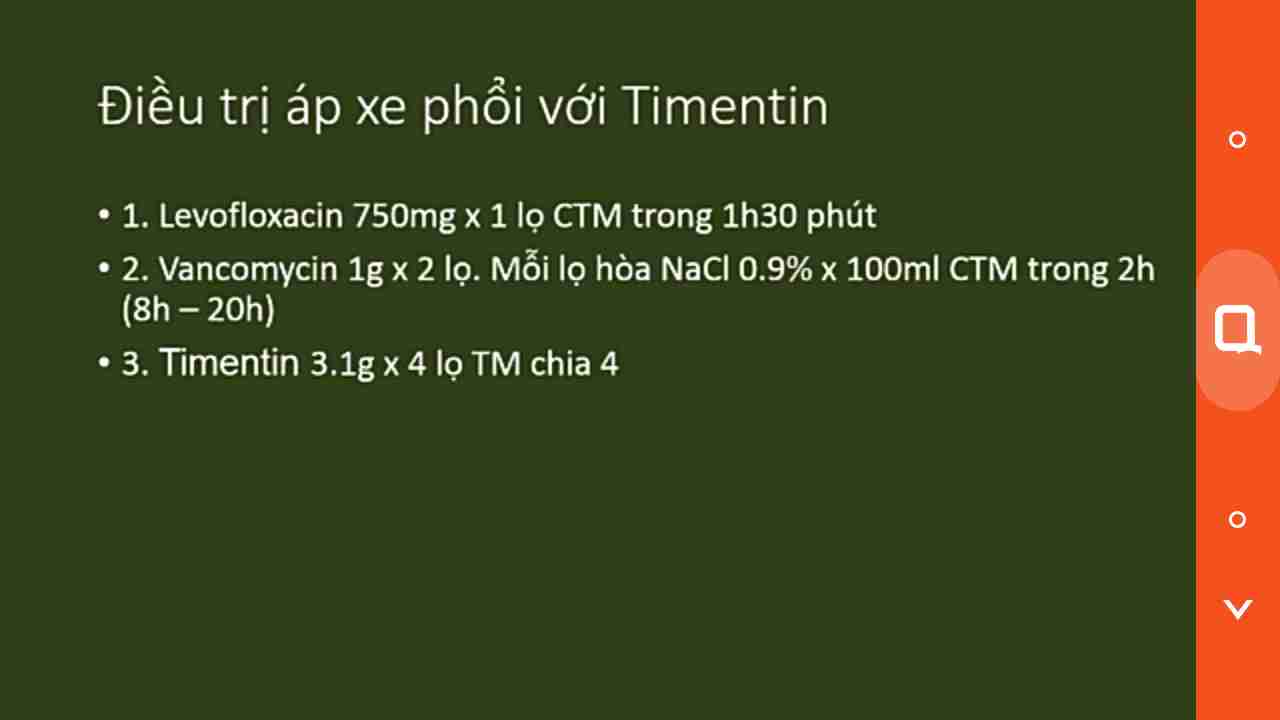 Điều trị áp xe phổi với Timentin
• 1. Levofloxacin 750mg x 1 lọ CTM trong 1h30 phút
• 2. Vancomycin 1g x 2 lọ. Mỗi lọ hòa NaCl 0.9% x 100ml CTM trong 2h
(8h – 20h)
• 3. Timentin 3.1g x 4 lọ TM chia 4